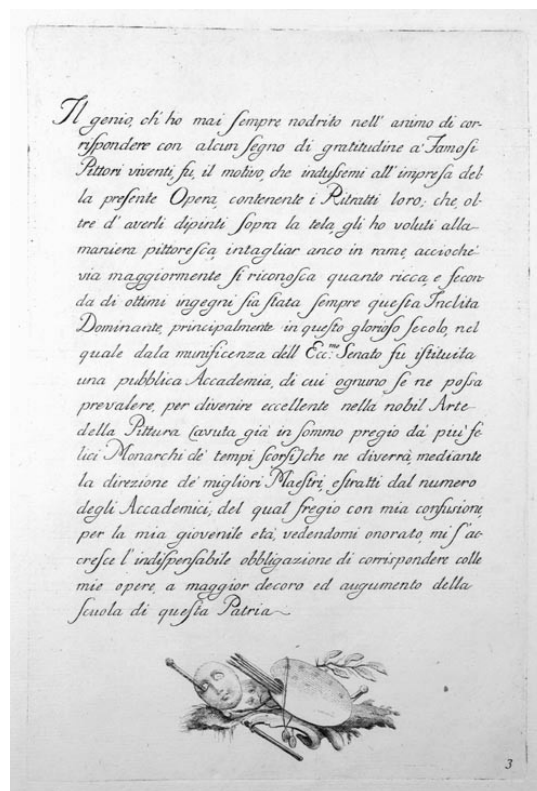 Il genio, ch'ho mai sempre nodrito nell' animo di cor-
rispondere con alcun segno di gratitudine a' Famosi
Pittori viventi, fu, il motivo, che indussemi all' impresa del
la presente Opera, contenente i Ritratti loro; che, ol-
tre d' averli dipinti sopra la tela, gli ho voluti alla
maniera pittoresca, intagliar anco in rame, acciochè
via maggiormente si riconosca quanto ricca, e fecon-
da di ottimi ingegni sia stata sempre questa Inclita
Dominante, principalmente in questo glorioso secolo, nel
quale dala munificenza dell' Ecc.mo Senato fu istituita
una pubblica Accademia, di cui ognuno se ne possa
prevalere, per divenire eccellente nella nobil Arte
della Pittura (avuta già in sommo pregio da' più fe
lici Monarchi de' tempi scorsi) che ne diverrà, mediante
la direzione de' migliori Maestri, estratti dal numero
degli Accademici; del qual fregio con mia confusione,
per la mia giovenile età, vedendomi onorato, mi s'ac-
cresce l' indispensabile obbligazione di corrispondere colle
mie opere, a maggior decoro ed augumento della
scuola di questa Patria
3